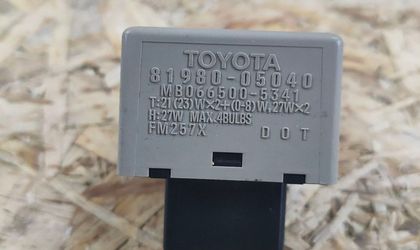 TOYOTA
81980-05040
MB066500-5341
T:21(23)W×2+(0-8)W,27W×2
H:27W MAX.4BULBS
FM257X DOT